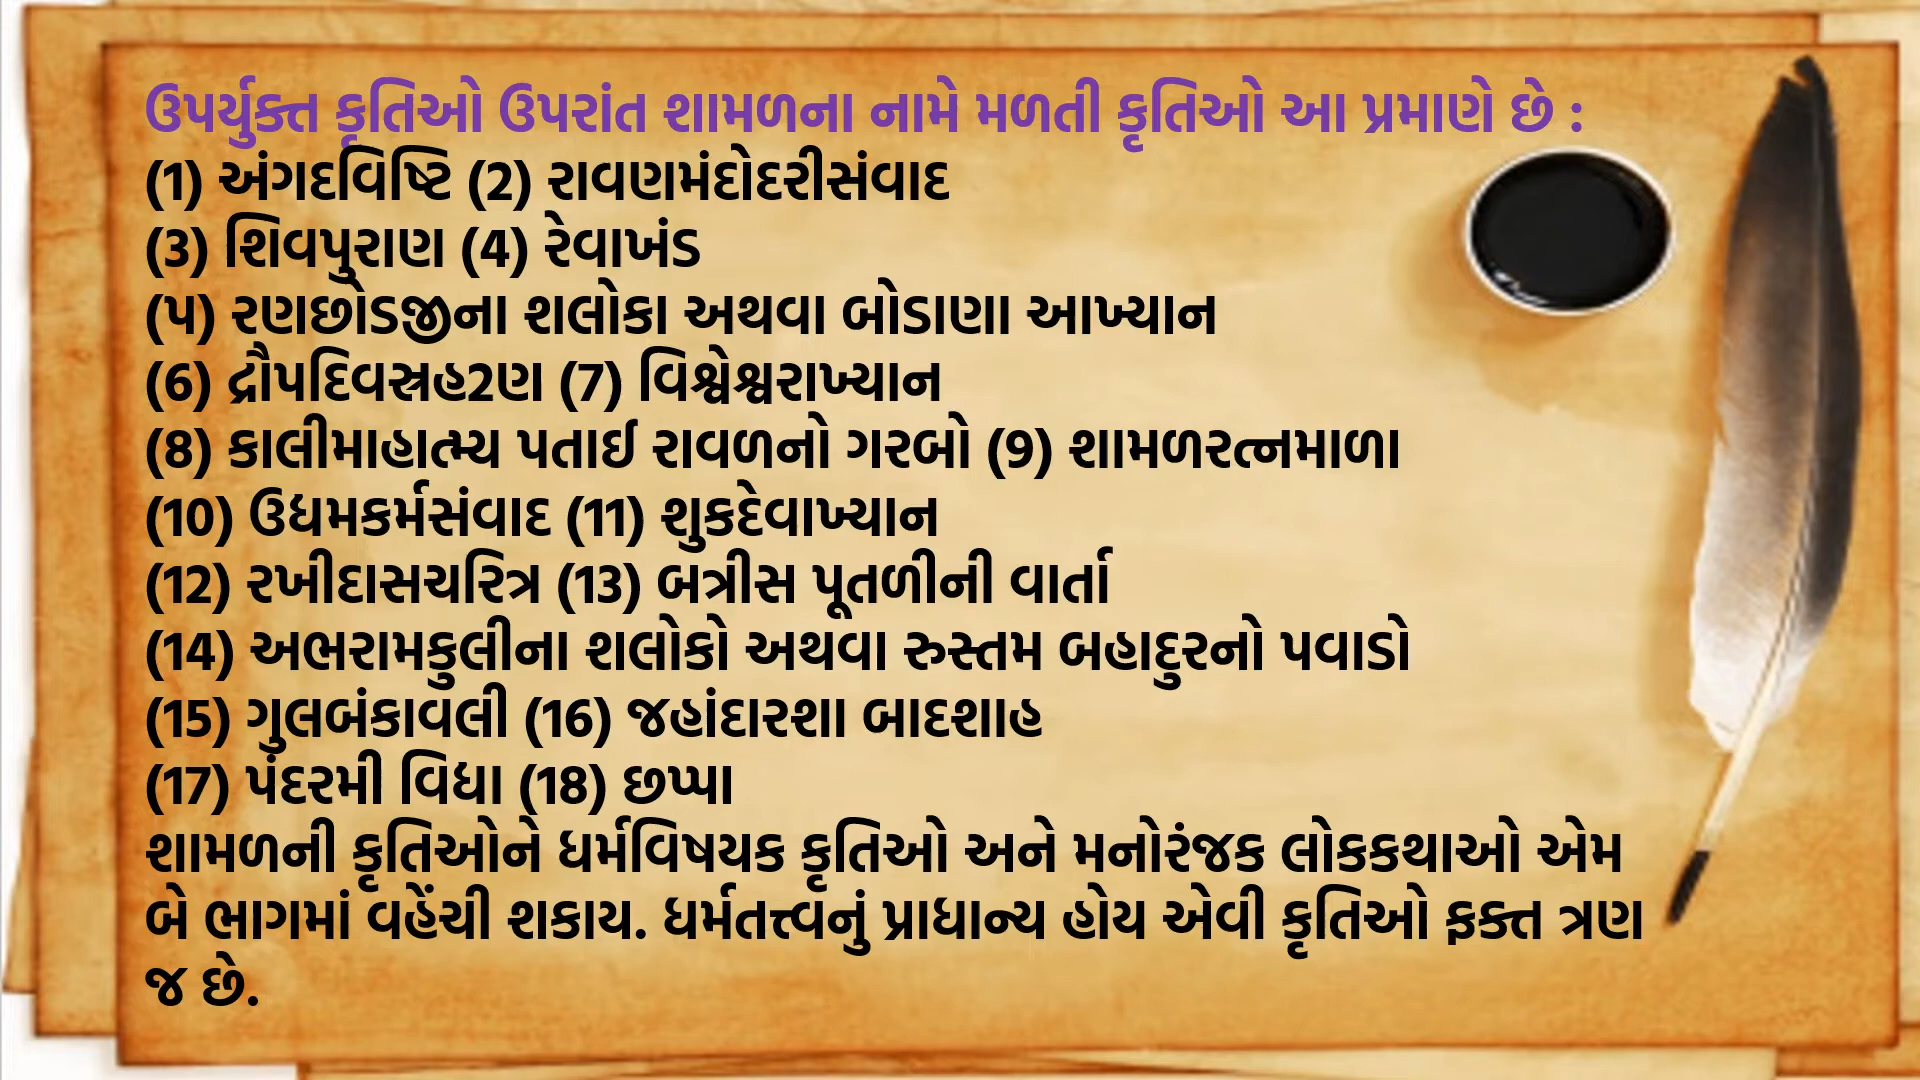 ઉપર્યુક્ત કૃતિઓ ઉપરાંત શામળના નામે મળતી કૃતિઓ આ પ્રમાણે છે :
(1) અંગદવિષ્ટિ (2) રાવણમંદોદરીસંવાદ
(3) શિવપુરાણ (4) રેવાખંડ
(૫) રણછોડજીના શલોકા અથવા બોડાણા આખ્યાન
(6) દ્રૌપદિવસ્રહ2ણ (7) વિશ્વેશ્વરાખ્યાન
(8) કાલીમાહાત્મ્ય પતાઈ રાવળનો ગરબો (9) શામળરત્નમાળા
(10) ઉદ્યમકર્મસંવાદ (11) શુકદેવાખ્યાન
(12) રખીદાસચરિત્ર (13) બત્રીસ પૂતળીની વાર્તા
(14) અભરામકુલીના શલોકો અથવા રુસ્તમ બહાદુરનો પવાડો
(15) ગુલબંકાવલી (16) જહાંદારશા બાદશાહ
(17) પંદરમી વિદ્યા (18) છપ્પા
શામળની કૃતિઓને ધર્મવિષયક કૃતિઓ અને મનોરંજક લોકકથાઓ એમ
બે ભાગમાં વહેંચી શકાય. ધર્મતત્ત્વનું પ્રાધાન્ય હોય એવી કૃતિઓ ફક્ત ત્રણ
જ છે.